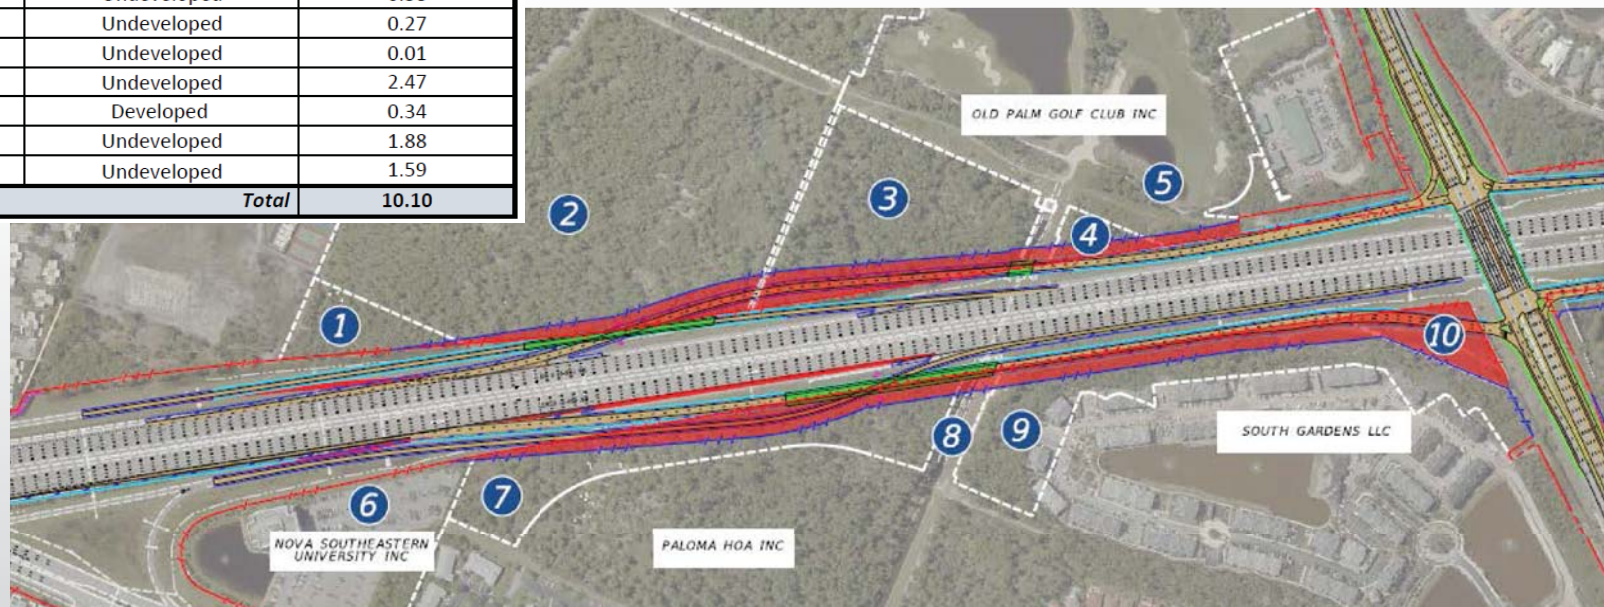 Undeveloped 0.27
Undeveloped 0.01
Undeveloped 2.47
Developed 0.34
Undeveloped 1.88
Undeveloped 1.59
Total 10.10
OLD PALM GOLF CLUB INC
5
3
2
4
1
10
9
8
SOUTH GARDENS LLC
7
6
NOVA SOUTHEASTERN
UNIVERSITY INC
PALOMA HOA INC